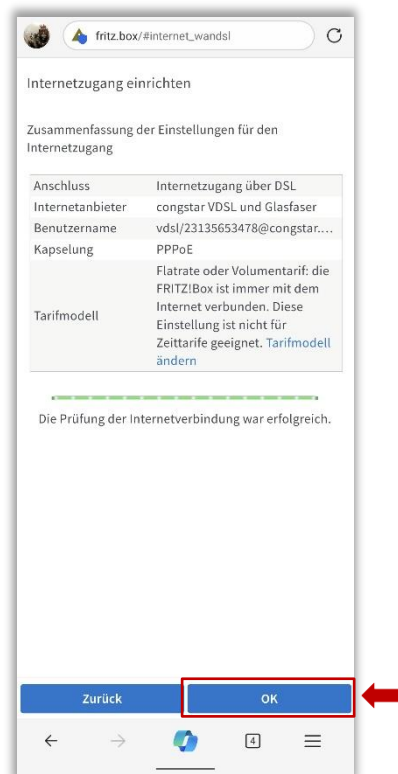 fritz.box/#internet_wandsl
Internetzugang einrichten
Zusammenfassung der Einstellungen für den
Internetzugang
Anschluss Internetzugang über DSL
Internetanbieter congstar VDSL und Glasfaser
Benutzername vdsl/23135653478@congstar....
Kapselung PPPoE
Tarifmodell Flatrate oder Volumentarif: die
FRITZ!Box ist immer mit dem
Internet verbunden. Diese
Einstellung ist nicht für
Zeittarife geeignet. Tarifmodell
ändern
Die Prüfung der Internetverbindung war erfolgreich.
Zurück OK
4